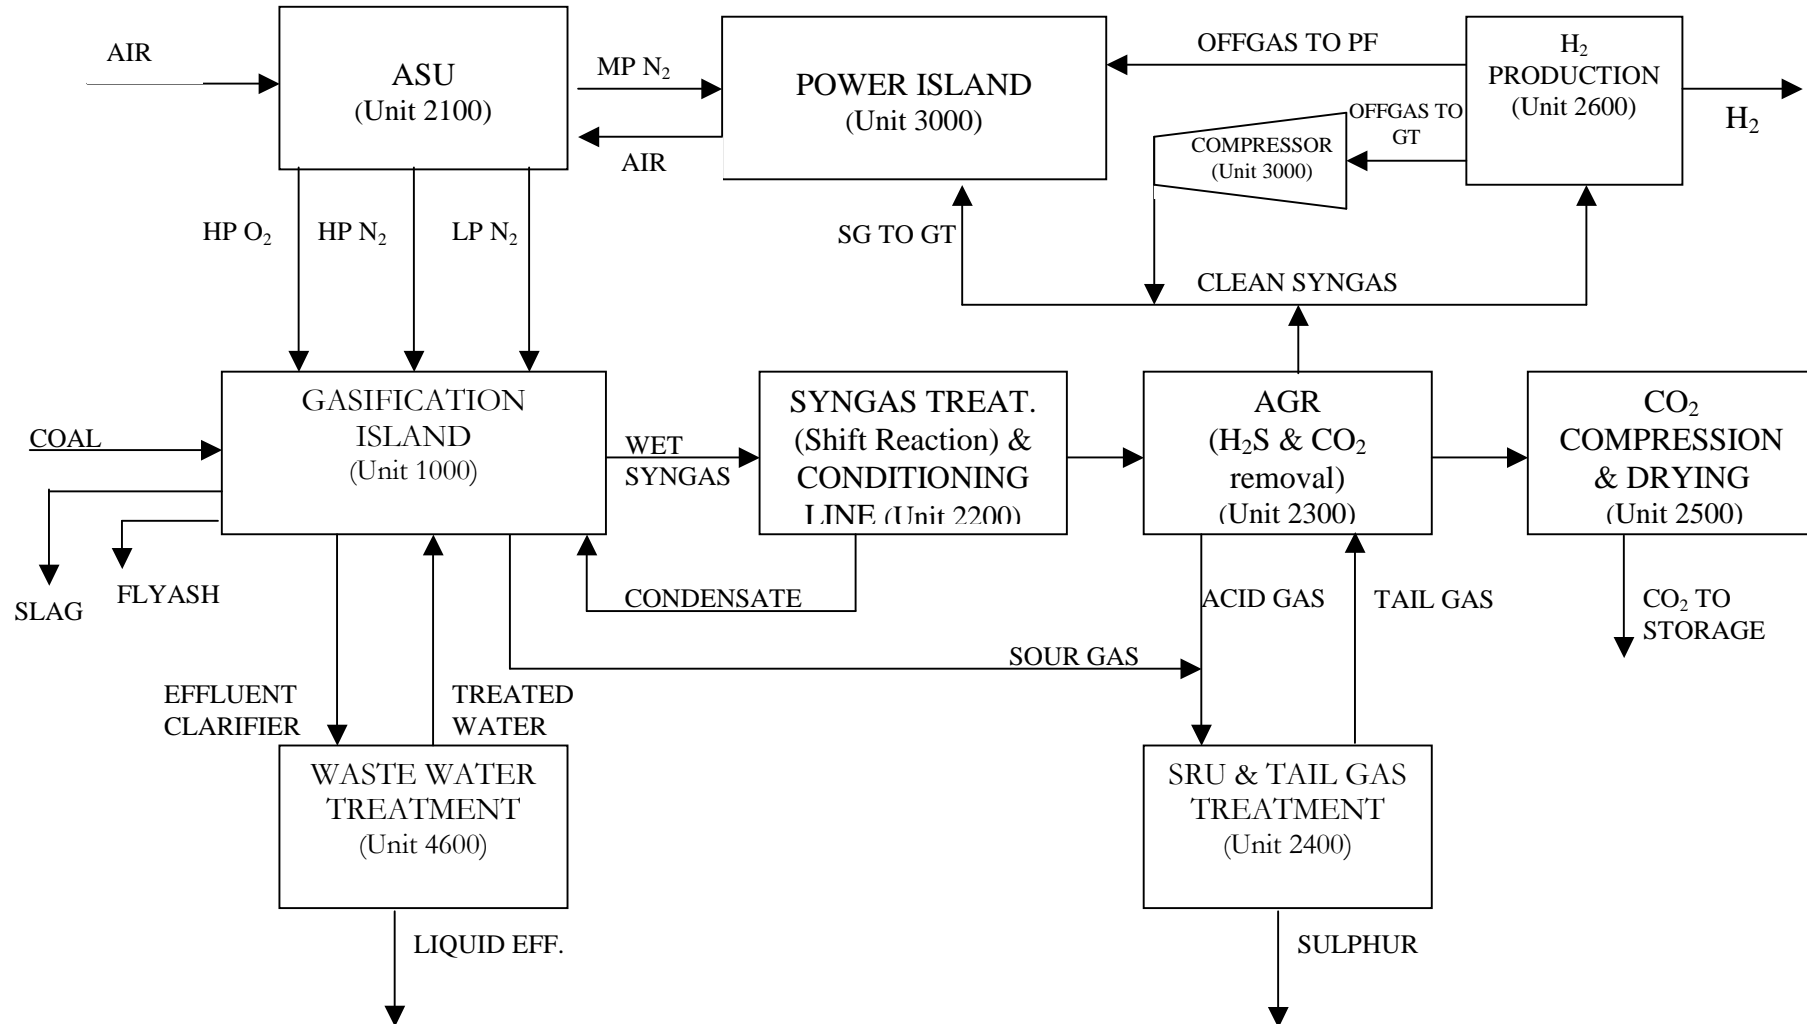 AIR
ASU
(Unit 2100)
MP N₂
AIR
POWER ISLAND
(Unit 3000)
OFFGAS TO PF
H₂
PRODUCTION
(Unit 2600)
H₂
OFFGAS TO
GT
COMPRESSOR
(Unit 3000)
HP O₂
HP N₂
LP N₂
SG TO GT
CLEAN SYNGAS
COAL
GASIFICATION
ISLAND
(Unit 1000)
WET
SYNGAS
SYNGAS TREAT.
(Shift Reaction) &
CONDITIONING
LINE (Unit 2200)
AGR
(H₂S & CO₂
removal)
(Unit 2300)
CO₂
COMPRESSION
& DRYING
(Unit 2500)
SLAG
FLYASH
CONDENSATE
ACID GAS
TAIL GAS
CO₂ TO
STORAGE
SOUR GAS
EFFLUENT
CLARIFIER
TREATED
WATER
WASTE WATER
TREATMENT
(Unit 4600)
SRU & TAIL GAS
TREATMENT
(Unit 2400)
LIQUID EFF.
SULPHUR